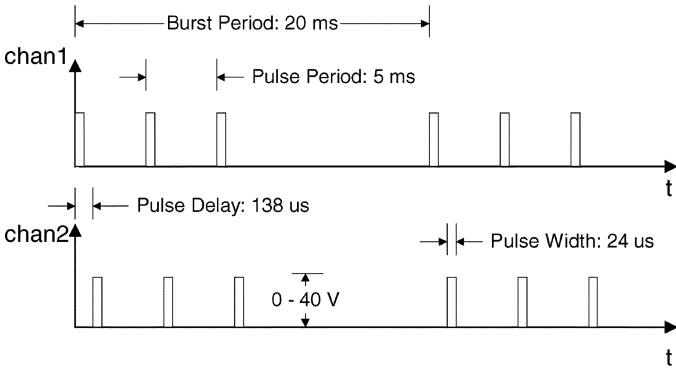 Burst Period: 20 ms
chan1
Pulse Period: 5 ms
t
Pulse Delay: 138 us
chan2
Pulse Width: 24 us
0 - 40 V
t